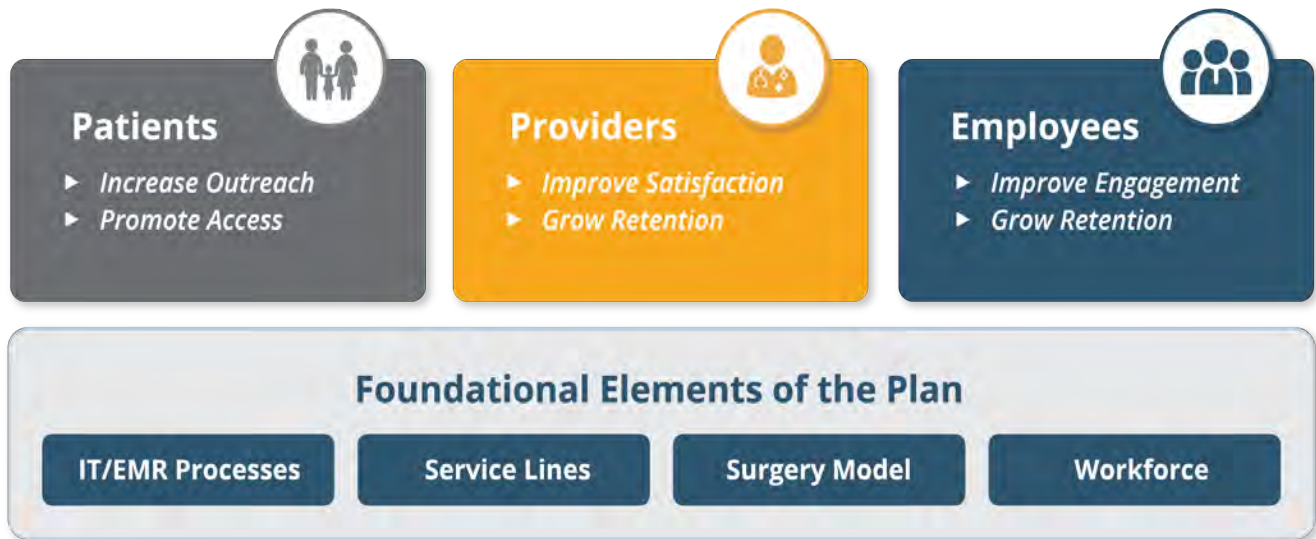 Patients
► Increase Outreach
► Promote Access
Providers
► Improve Satisfaction
► Grow Retention
Employees
► Improve Engagement
► Grow Retention
Foundational Elements of the Plan
IT/EMR Processes
Service Lines
Surgery Model
Workforce